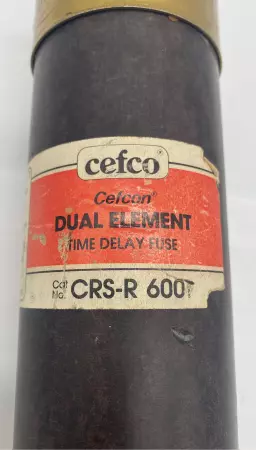 cefco
Cefcon®
DUAL ELEMENT
TIME DELAY FUSE
Cat.
No. CRS-R 600